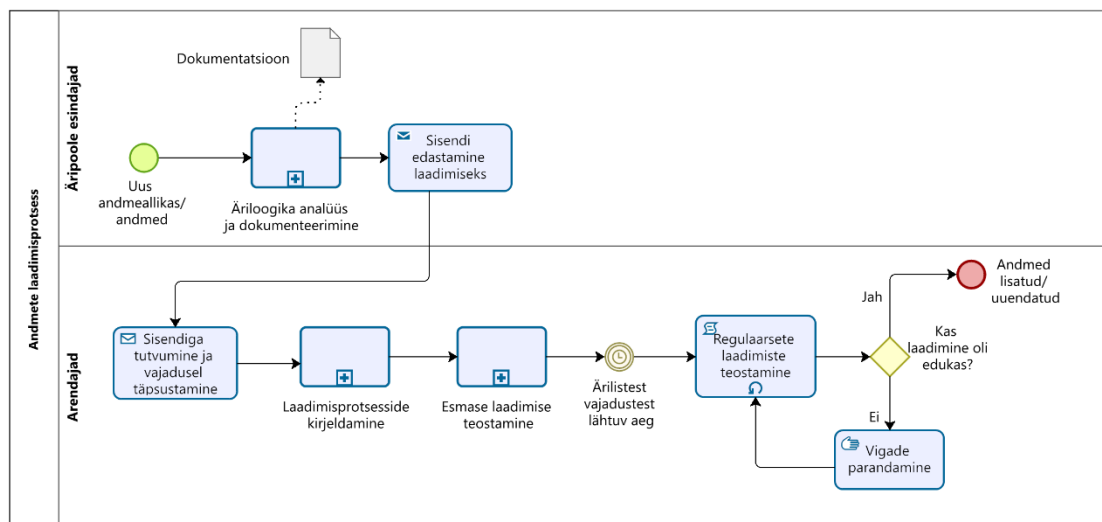 Andmete laadimisprotsess
Äripoole esindajad
Dokumentatsioon
Uus
andmeallikas/
andmed
Äriloogika analüüs
ja dokumenteerimine
Sisendi
edastamine
laadimiseks
Arendajad
Sisendiga
tutvumine ja
vajadusel
täpsustamine
Laadimisprotsesside
kirjeldamine
Esmase laadimise
teostamine
Ärilistest
vajadustest
lähtuv aeg
Regulaarsete
laadimiste
teostamine
Kas
laadimine oli
edukas?
Jah
Andmed
lisatud/
uuendatud
Ei
Vigade
parandamine